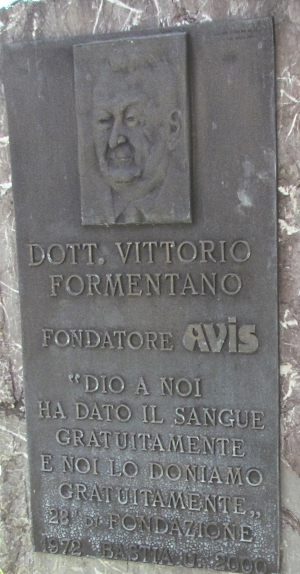 DOTT. VITTORIO
FORMENTANO
FONDATORE AVIS
“DIO A NOI
HA DATO IL SANGUE
GRATUITAMENTE
E NOI LO DONIAMO
GRATUITAMENTE„
28° DI FONDAZIONE
1972 BASTIA U. 2000